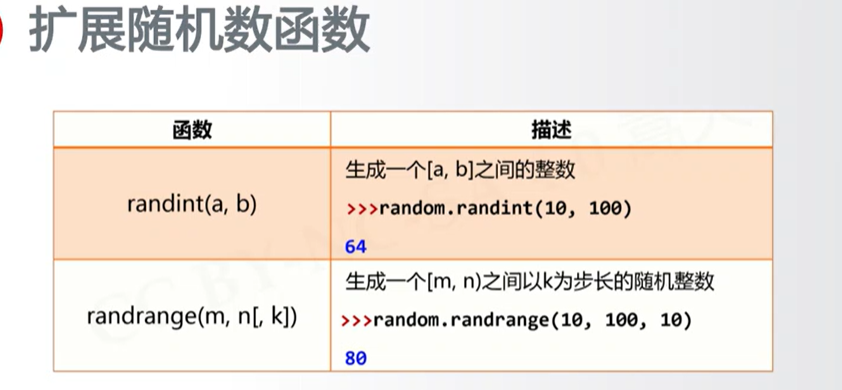 扩展随机数函数
函数 描述
randint(a, b)
生成一个[a, b]之间的整数
>>>random.randint(10, 100)
64
randrange(m, n[, k])
生成一个[m, n)之间以k为步长的随机整数
>>>random.randrange(10, 100, 10)
80